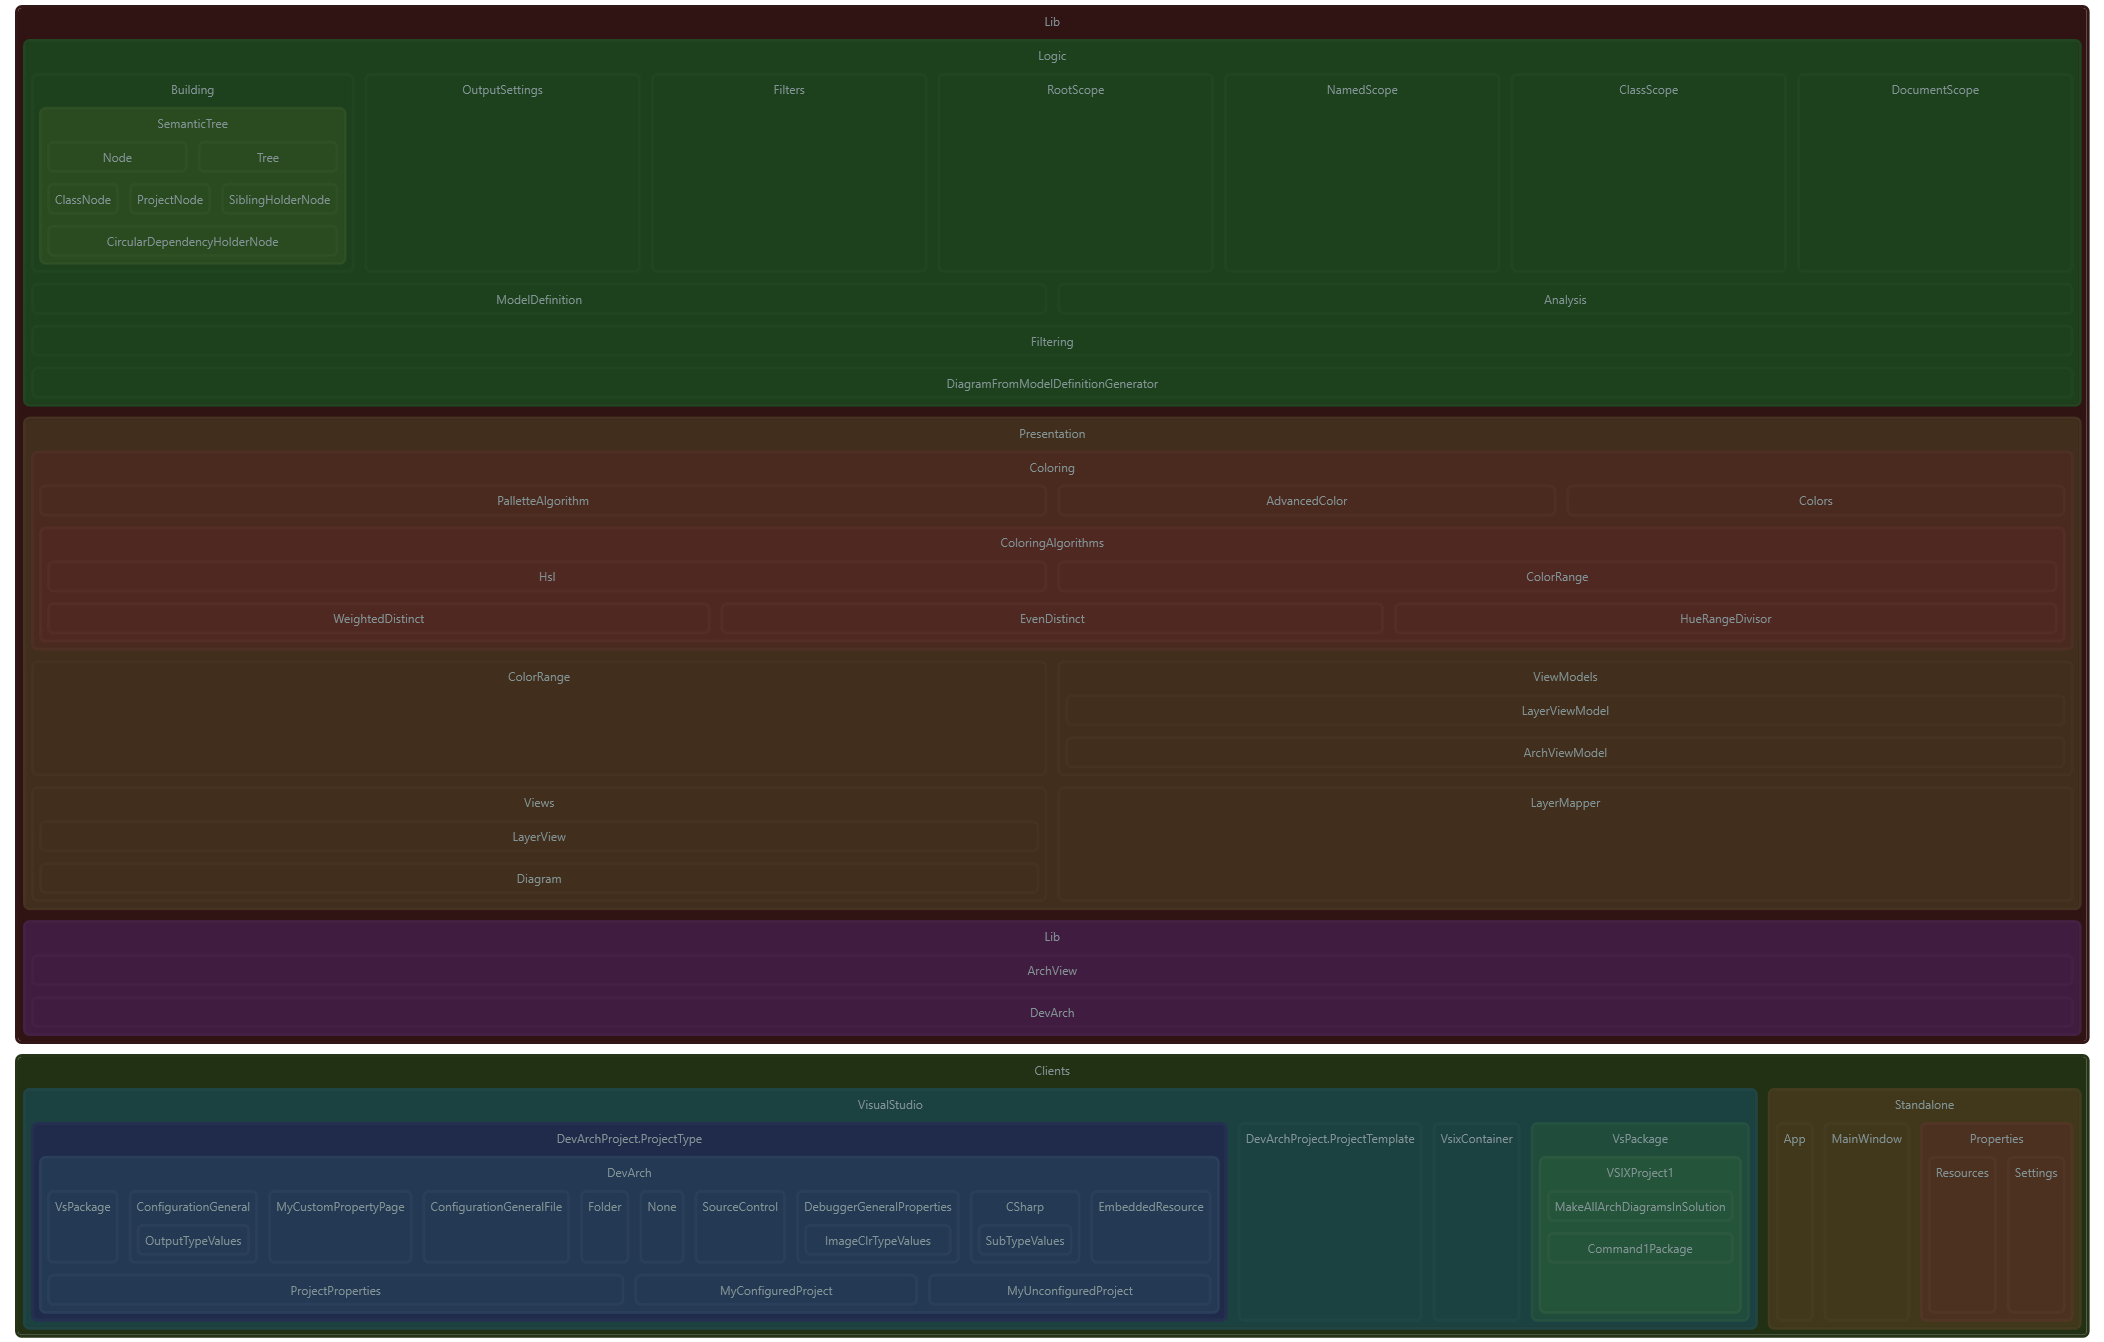 Lib
Logic
Building OutputSettings Filters RootScope NamedScope ClassScope DocumentScope
SemanticTree
Node Tree
ClassNode ProjectNode SiblingHolderNode
CircularDependencyHolderNode
ModelDefinition Analysis
Filtering
DiagramFromModelDefinitionGenerator
Presentation
Coloring
PalletteAlgorithm AdvancedColor Colors
ColoringAlgorithms
Hsl ColorRange
WeightedDistinct EvenDistinct HueRangeDivisor
ColorRange ViewModels
LayerViewModel
ArchViewModel
Views LayerMapper
LayerView
Diagram
Lib
ArchView
DevArch
Clients
VisualStudio Standalone
DevArchProject.ProjectType DevArchProject.ProjectTemplate VsixContainer VsPackage App MainWindow Properties
DevArch VSIXProject1 Resources Settings
VsPackage ConfigurationGeneral MyCustomPropertyPage ConfigurationGeneralFile Folder None SourceControl DebuggerGeneralProperties CSharp EmbeddedResource MakeAllArchDiagramsInSolution
OutputTypeValues ImageClrTypeValues SubTypeValues Command1Package
ProjectProperties MyConfiguredProject MyUnconfiguredProject